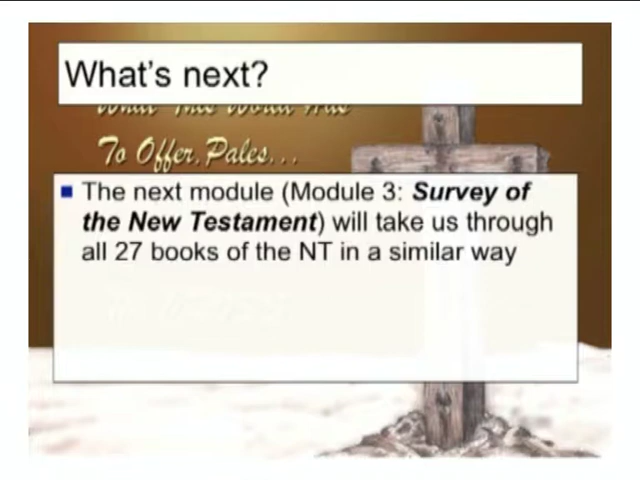 What's next?
To Offer, Pales...
■ The next module (Module 3: Survey of
the New Testament) will take us through
all 27 books of the NT in a similar way